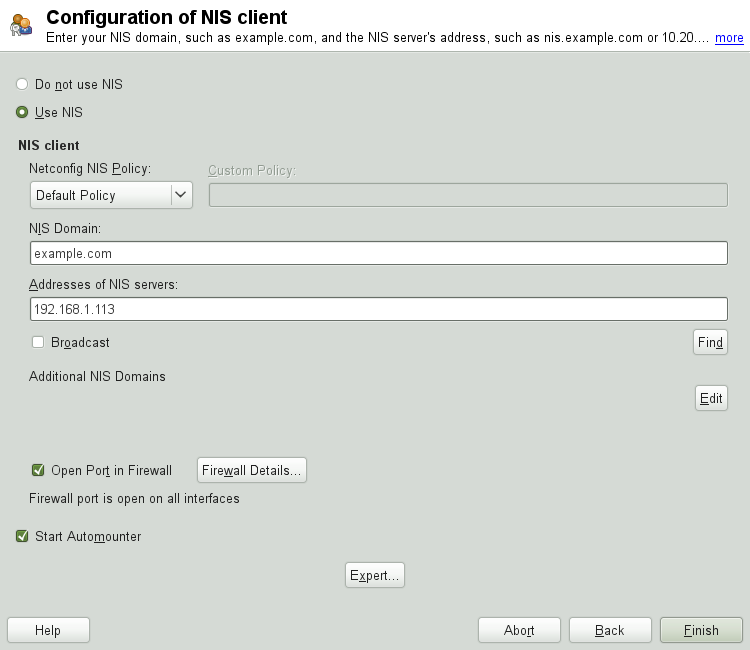 Configuration of NIS client
Enter your NIS domain, such as example.com, and the NIS server's address, such as nis.example.com or 10.20.... more
Do not use NIS
Use NIS
NIS client
Netconfig NIS Policy:
Custom Policy:
Default Policy
NIS Domain:
example.com
Addresses of NIS servers:
192.168.1.113
Broadcast
Find
Additional NIS Domains
Edit
Open Port in Firewall
Firewall Details...
Firewall port is open on all interfaces
Start Automounter
Expert...
Help
Abort
Back
Finish